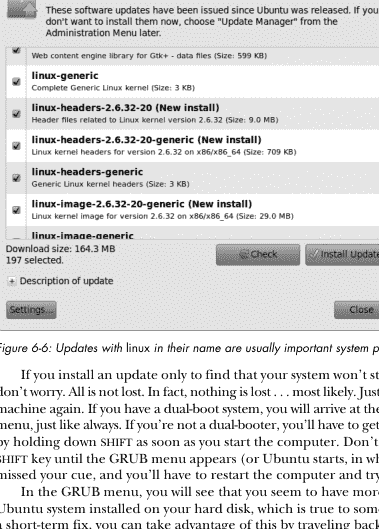 These software updates have been issued since Ubuntu was released. If you
don't want to install them now, choose "Update Manager" from the
Administration Menu later.
Web content engine library for Gtk+ - data files (Size: 599 KB)
linux-generic
Complete Generic Linux kernel (Size: 3 KB)
linux-headers-2.6.32-20 (New install)
Header files related to Linux kernel version 2.6.32 (Size: 9.0 MB)
linux-headers-2.6.32-20-generic (New install)
Linux kernel headers for version 2.6.32 on x86/x86_64 (Size: 709 KB)
linux-headers-generic
Generic Linux kernel headers (Size: 3 KB)
linux-image-2.6.32-20-generic (New install)
Linux kernel image for version 2.6.32 on x86/x86_64 (Size: 29.0 MB)
linux-image-generic
Download size: 164.3 MB
197 selected.
Check
Install Update
Description of update
Settings...
Close
Figure 6-6: Updates with linux in their name are usually important system p
If you install an update only to find that your system won't st
don't worry. All is not lost. In fact, nothing is lost . . . most likely. Just
machine again. If you have a dual-boot system, you will arrive at the
menu, just like always. If you're not a dual-booter, you'll have to get
by holding down SHIFT as soon as you start the computer. Don't
SHIFT key until the GRUB menu appears (or Ubuntu starts, in wh
missed your cue, and you'll have to restart the computer and try
In the GRUB menu, you will see that you seem to have more
Ubuntu system installed on your hard disk, which is true to some
a short-term fix, you can take advantage of this by traveling back